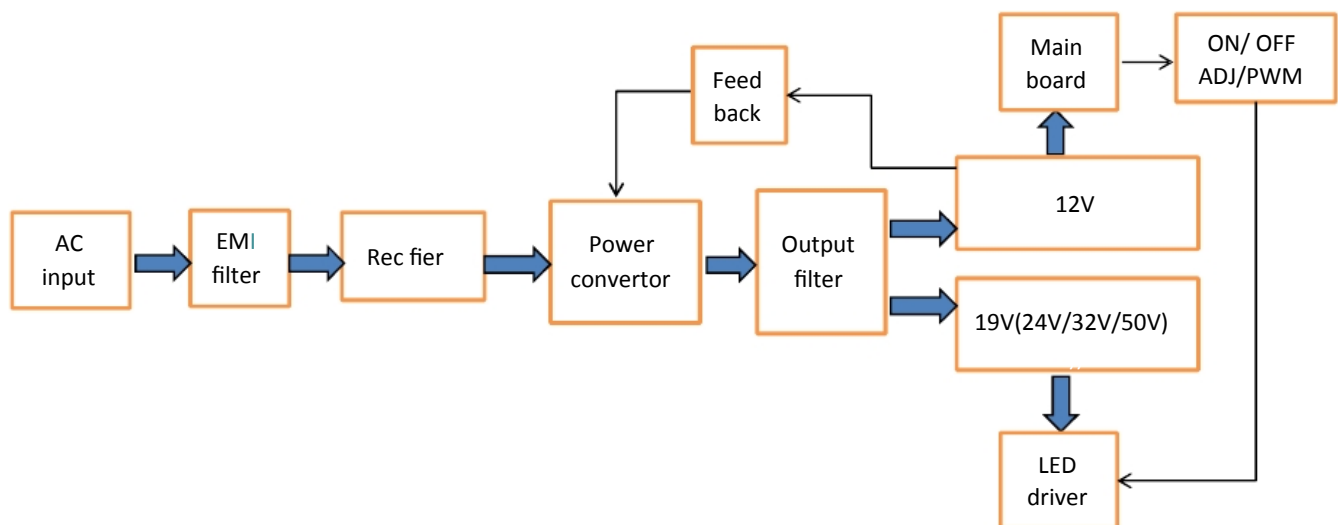 Main
board
ON/ OFF
ADJ/PWM
Feed
back
12V
AC
input
EMI
filter
Rec fier
Power
convertor
Output
filter
19V(24V/32V/50V)
LED
driver